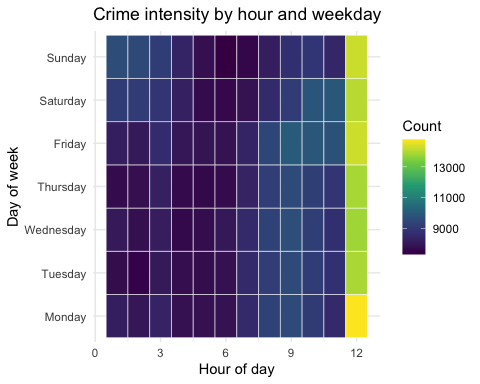 Crime intensity by hour and weekday
Day of week
Sunday
Saturday
Friday
Thursday
Wednesday
Tuesday
Monday
0 3 6 9 12
Hour of day
Count
13000
11000
9000